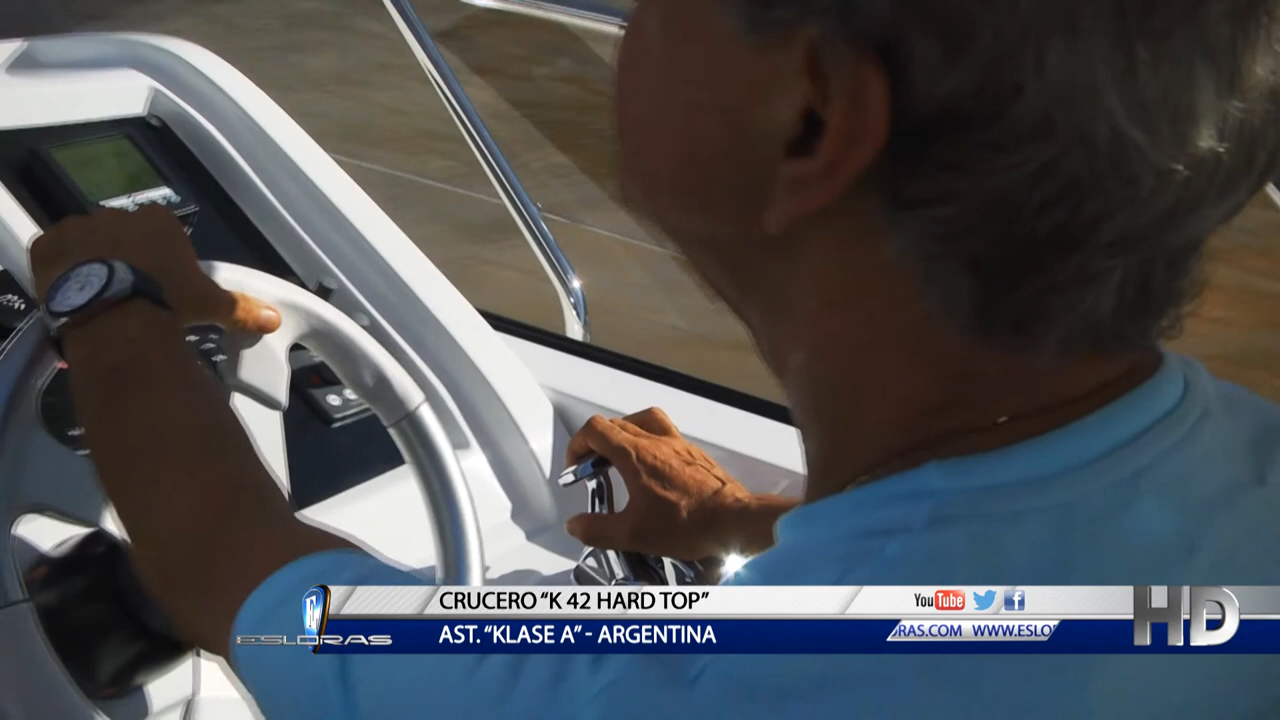 CRUCERO “K 42 HARD TOP”
AST. “KLASE A” - ARGENTINA
ESLORAS
YouTube
RAS.COM WWW.ESLO
HD